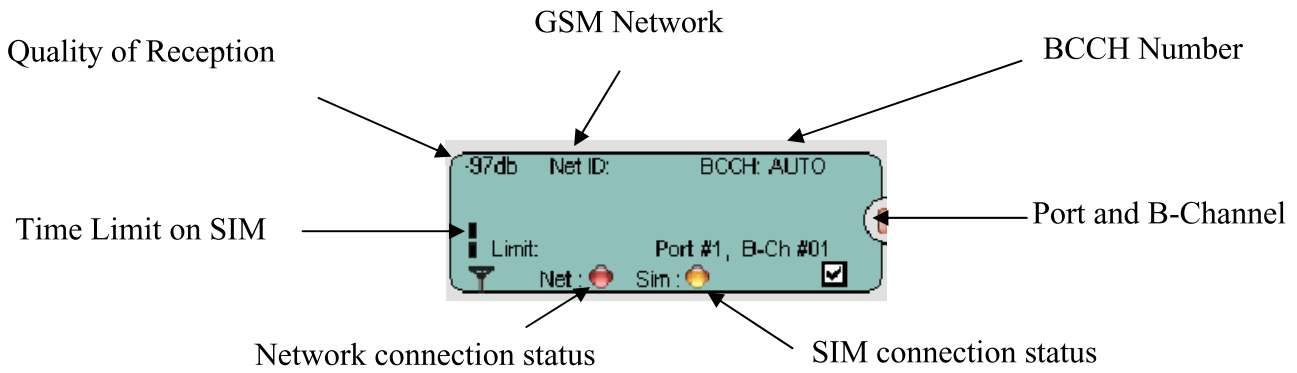 GSM Network
Quality of Reception
BCCH Number
-97db Net ID: BCCH: AUTO
Time Limit on SIM
Port and B-Channel
Limit: Port #1, B-Ch #01
Net : Sim :
Network connection status
SIM connection status